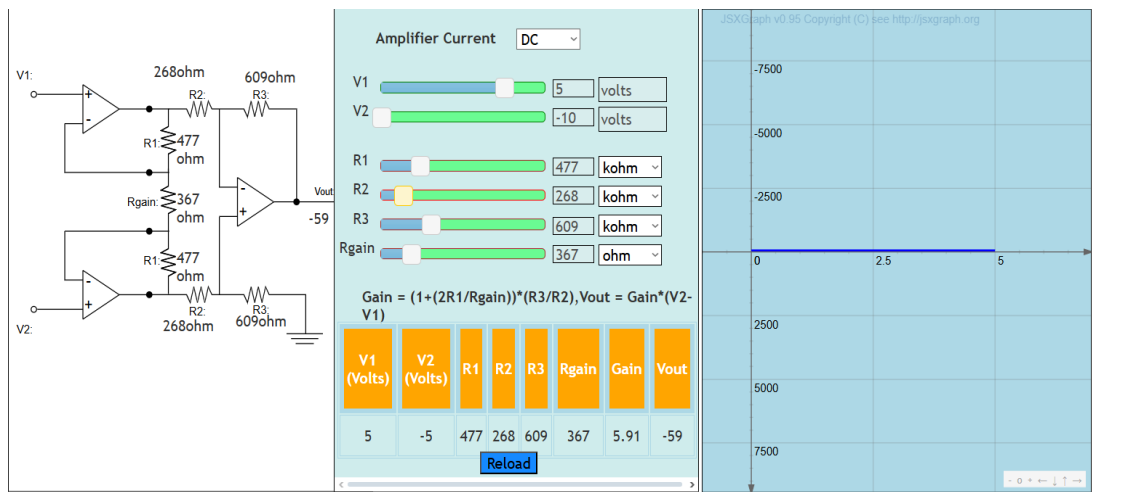 V1:
268ohm
609ohm
R2:
R3:
+
-
R1:
477
ohm
Rgain:
367
ohm
-
+
Vout
-59
R1:
477
ohm
-
+
R2:
268ohm
R3:
609ohm
V2:
Amplifier Current DC
V1 5 volts
V2 -10 volts
R1 477 kohm
R2 268 kohm
R3 609 kohm
Rgain 367 ohm
Gain = (1+(2R1/Rgain))*(R3/R2),Vout = Gain*(V2-
V1)
V1 (Volts) V2 (Volts) R1 R2 R3 Rgain Gain Vout
5 -5 477 268 609 367 5.91 -59
Reload
JSXGraph v0.95 Copyright (C) see http://jsxgraph.org
-7500
-5000
-2500
0 2.5 5
2500
5000
7500
- o + ← ↓ ↑ →